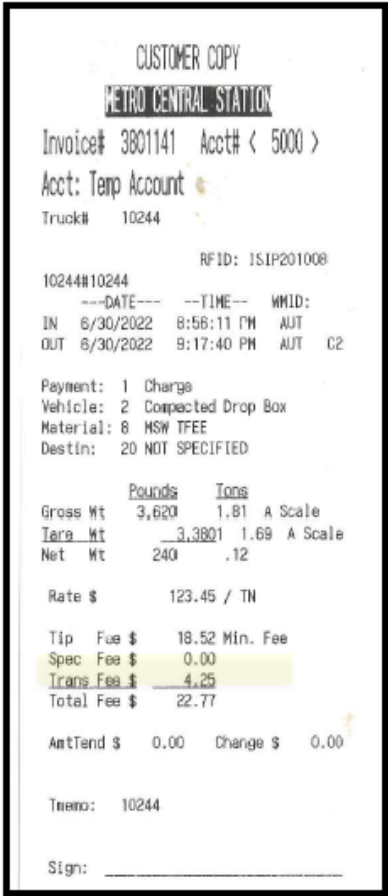 CUSTOMER COPY
METRO CENTRAL STATION
Invoice# 3801141 Acct# < 5000 >
Acct: Temp Account
Truck# 10244
RFID: ISIP201008
10244#10244
---DATE--- --TIME-- WMID:
IN 6/30/2022 8:56:11 PM AUT
OUT 6/30/2022 9:17:40 PM AUT C2
Payment: 1 Charge
Vehicle: 2 Compacted Drop Box
Material: 8 MSW TFEE
Destin: 20 NOT SPECIFIED
Pounds Tons
Gross Wt 3,620 1.81 A Scale
Tare Wt 3,3801 1.69 A Scale
Net Wt 240 .12
Rate $ 123.45 / TN
Tip Fee $ 18.52 Min. Fee
Spec Fee $ 0.00
Trans Fee $ 4.25
Total Fee $ 22.77
AmtTend $ 0.00 Change $ 0.00
Tmemo: 10244
Sign: